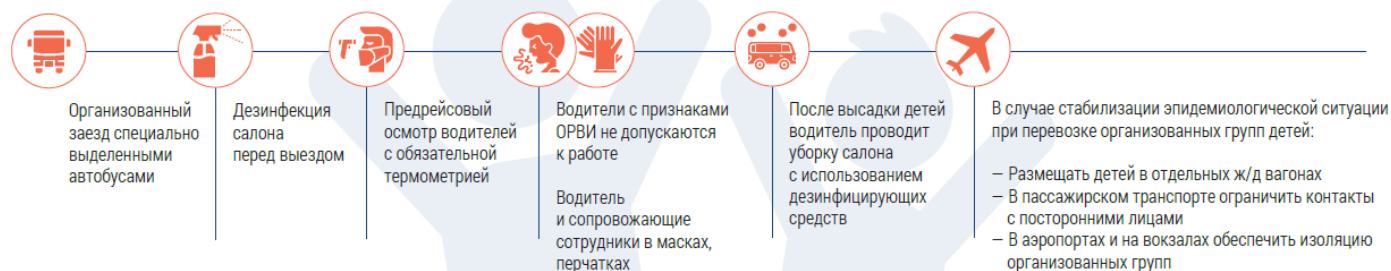 Организованный
заезд специально
выделенными
автобусами
Дезинфекция
салона
перед выездом
Предрейсовый
осмотр водителей
с обязательной
термометрией
Водители с признаками
ОРВИ не допускаются
к работе
Водитель
и сопровожающие
сотрудники в масках,
перчатках
После высадки детей
водитель проводит
уборку салона
с использованием
дезинфицирующих
средств
В случае стабилизации эпидемиологической ситуации
при перевозке организованных групп детей:
— Размещать детей в отдельных ж/д вагонах
— В пассажирском транспорте ограничить контакты
с посторонними лицами
— В аэропортах и на вокзалах обеспечить изоляцию
организованных групп